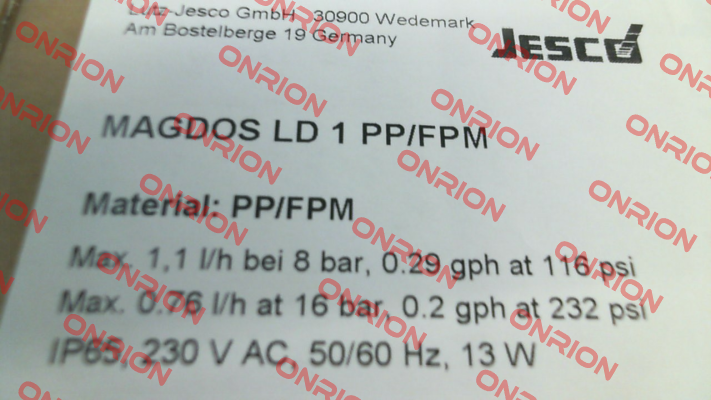 Lutz-Jesco GmbH 30900 Wedemark
Am Bostelberge 19 Germany
JESCO
MAGDOS LD 1 PP/FPM
Material: PP/FPM
Max. 1,1 l/h bei 8 bar, 0.29 gph at 116 psi
Max. 0.76 l/h at 16 bar, 0.2 gph at 232 psi
IP65, 230 V AC, 50/60 Hz, 13 W
ONRION